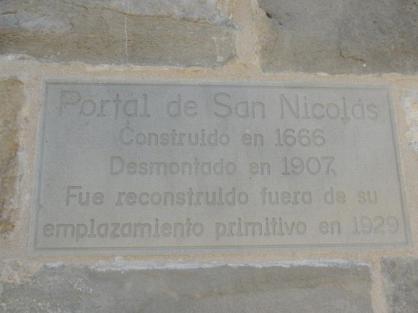 Portal de San Nicolás
Construido en 1666
Desmontado en 1907,
Fue reconstruido fuera de su
emplazamiento primitivo en 1929